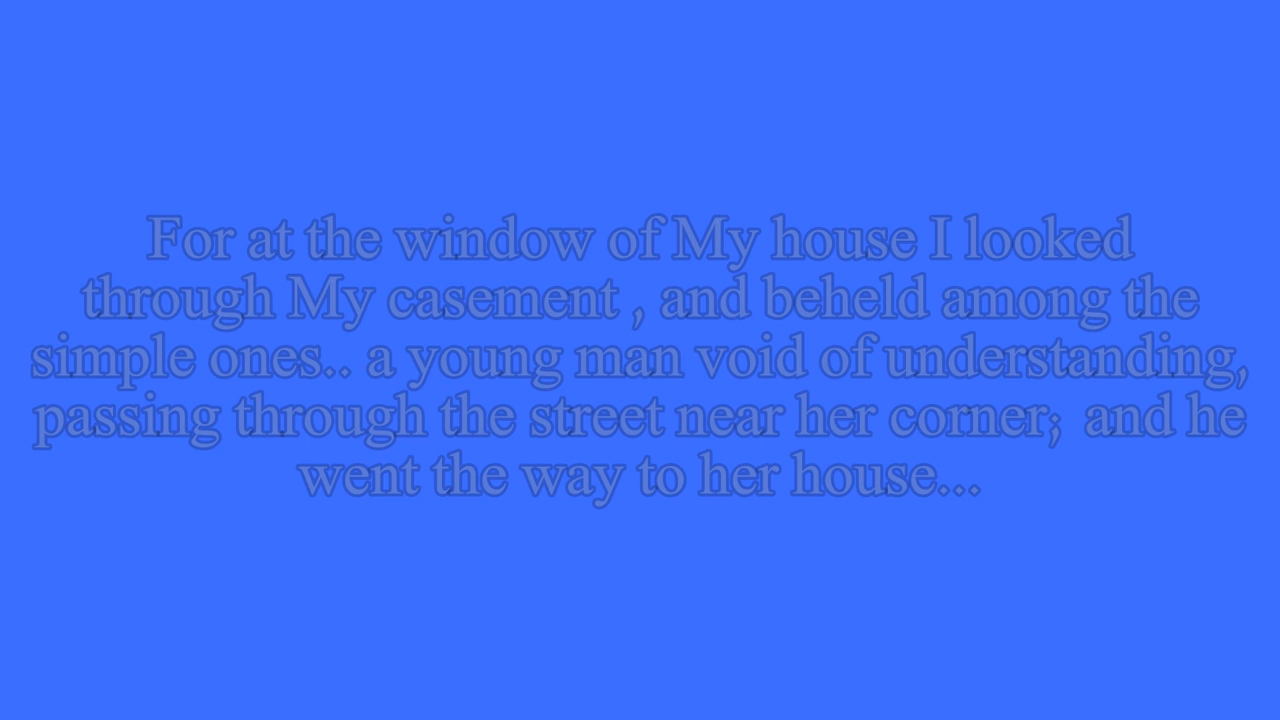 For at the window of My house I looked
through My casement , and beheld among the
simple ones.. a young man void of understanding,
passing through the street near her corner; and he
went the way to her house...